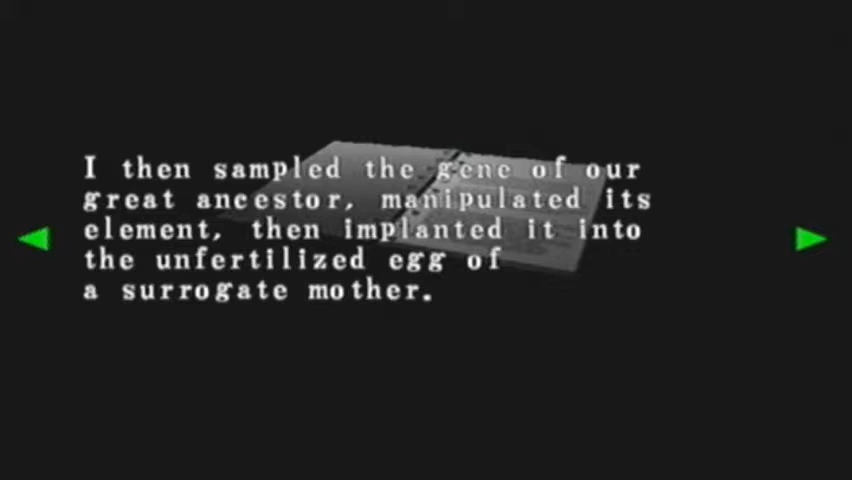 I then sampled the gene of our
great ancestor, manipulated its
element, then implanted it into
the unfertilized egg of
a surrogate mother.